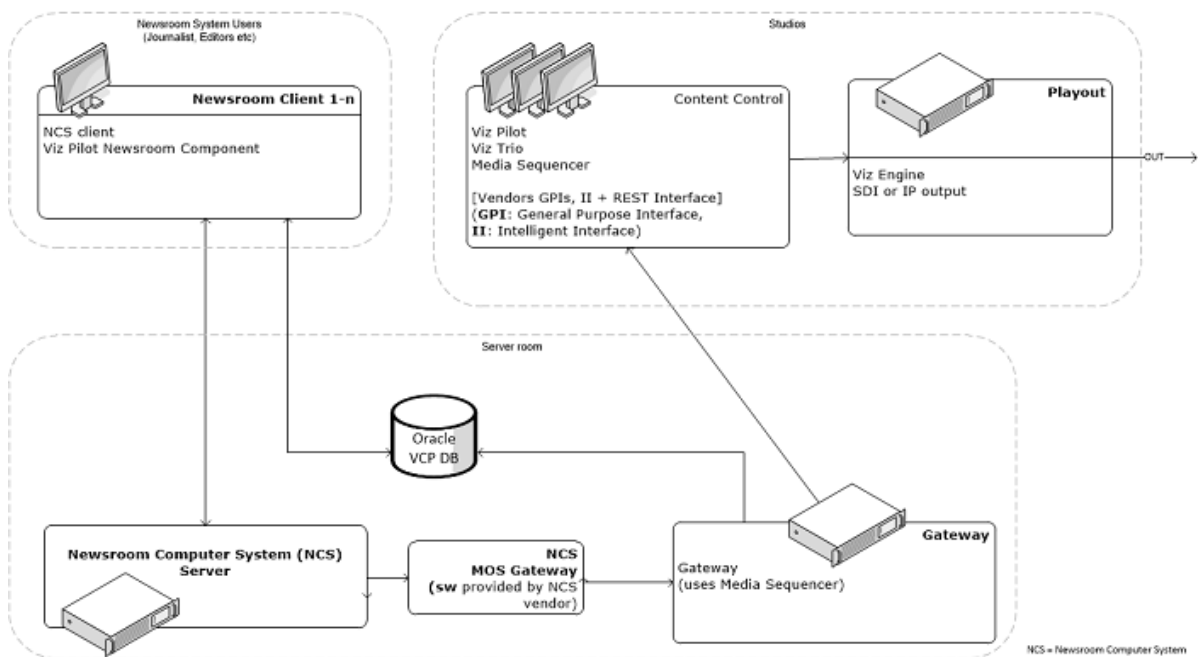 Newsroom System Users
(Journalist, Editors etc)
Newsroom Client 1-n
NCS client
Viz Pilot Newsroom Component
Studios
Content Control
Viz Pilot
Viz Trio
Media Sequencer
[Vendors GPIs, II + REST Interface]
(GPI: General Purpose Interface,
II: Intelligent Interface)
Playout
Viz Engine
SDI or IP output
OUT
Server room
Oracle
VCP DB
Newsroom Computer System (NCS)
Server
NCS
MOS Gateway
(sw provided by NCS
vendor)
Gateway
Gateway
(uses Media Sequencer)
NCS = Newsroom Computer System